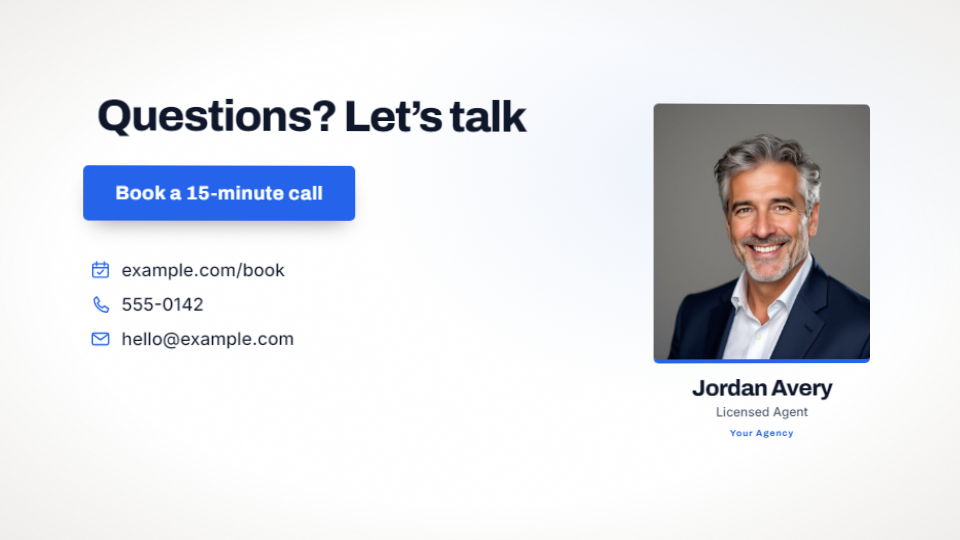 Questions? Let’s talk
Book a 15-minute call
example.com/book
555-0142
hello@example.com
Jordan Avery
Licensed Agent
Your Agency